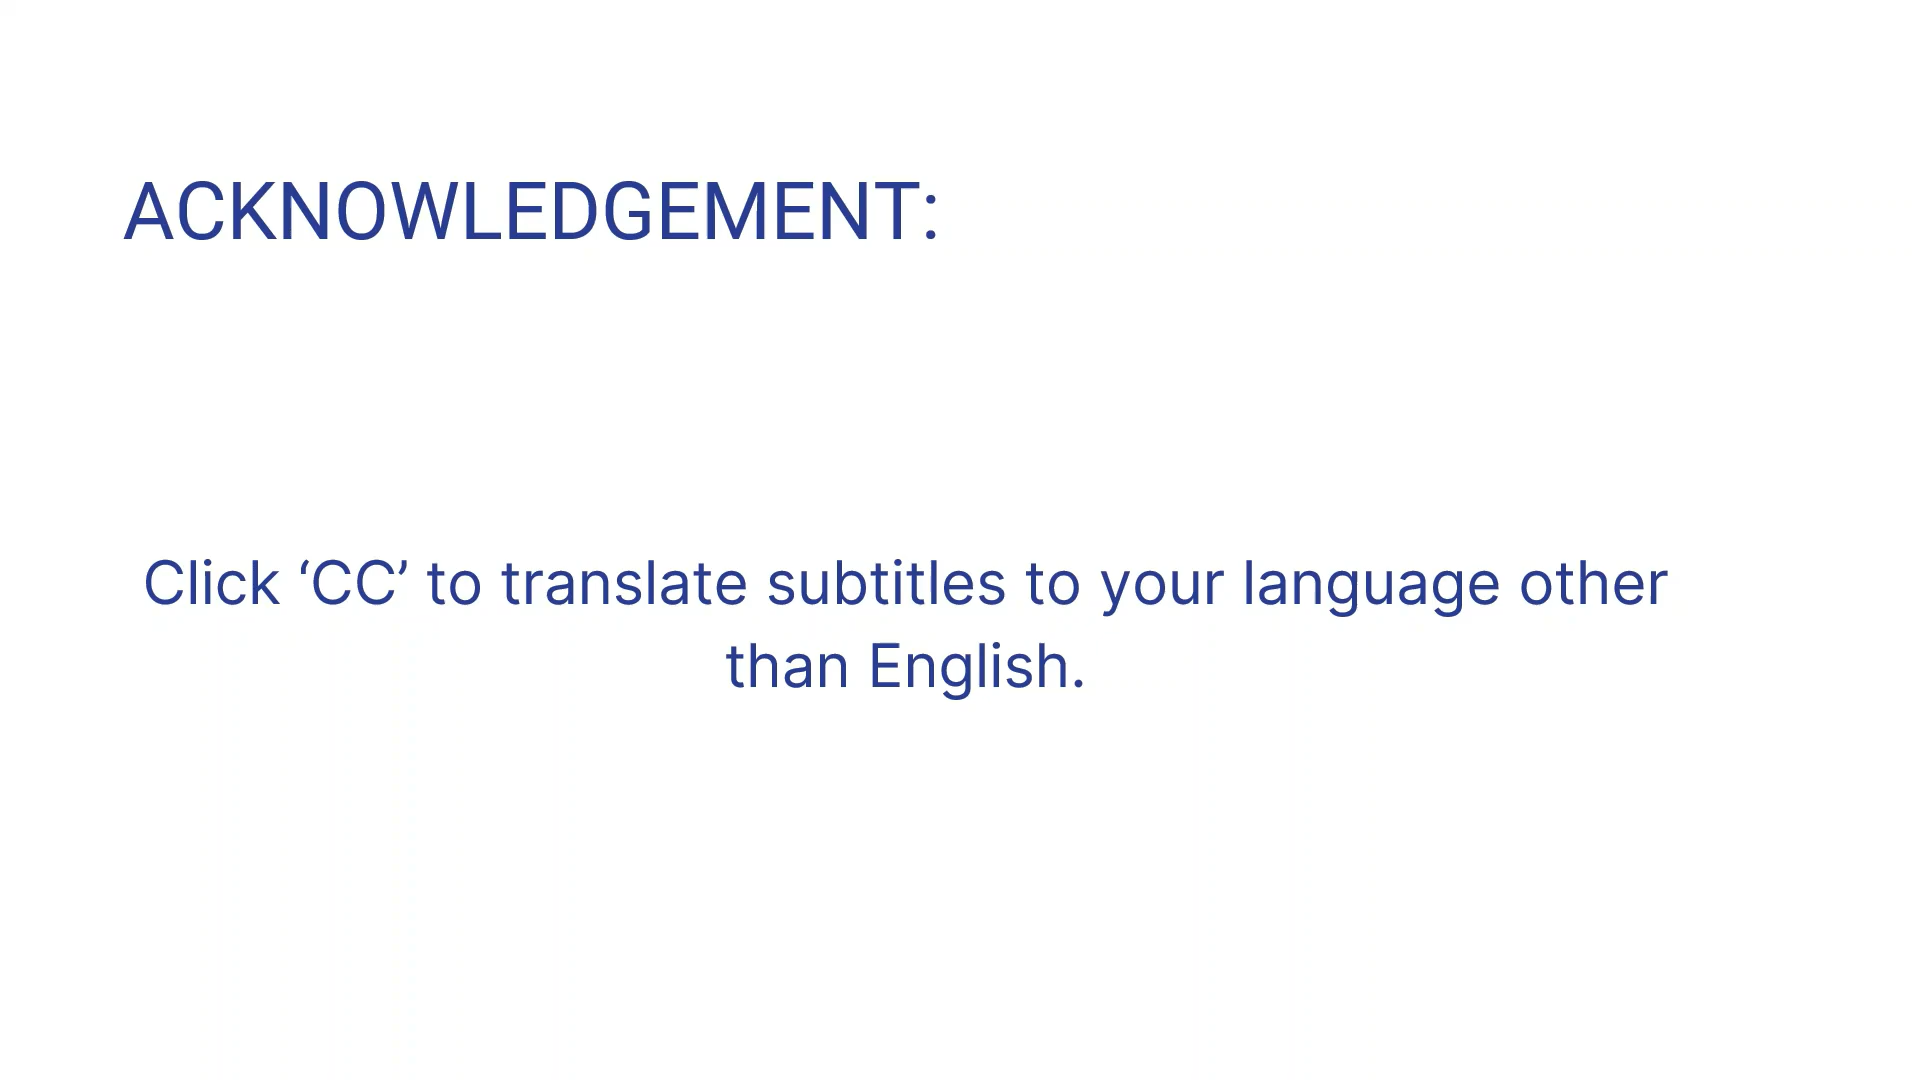 ACKNOWLEDGEMENT:
Click ‘CC’ to translate subtitles to your language other
than English.